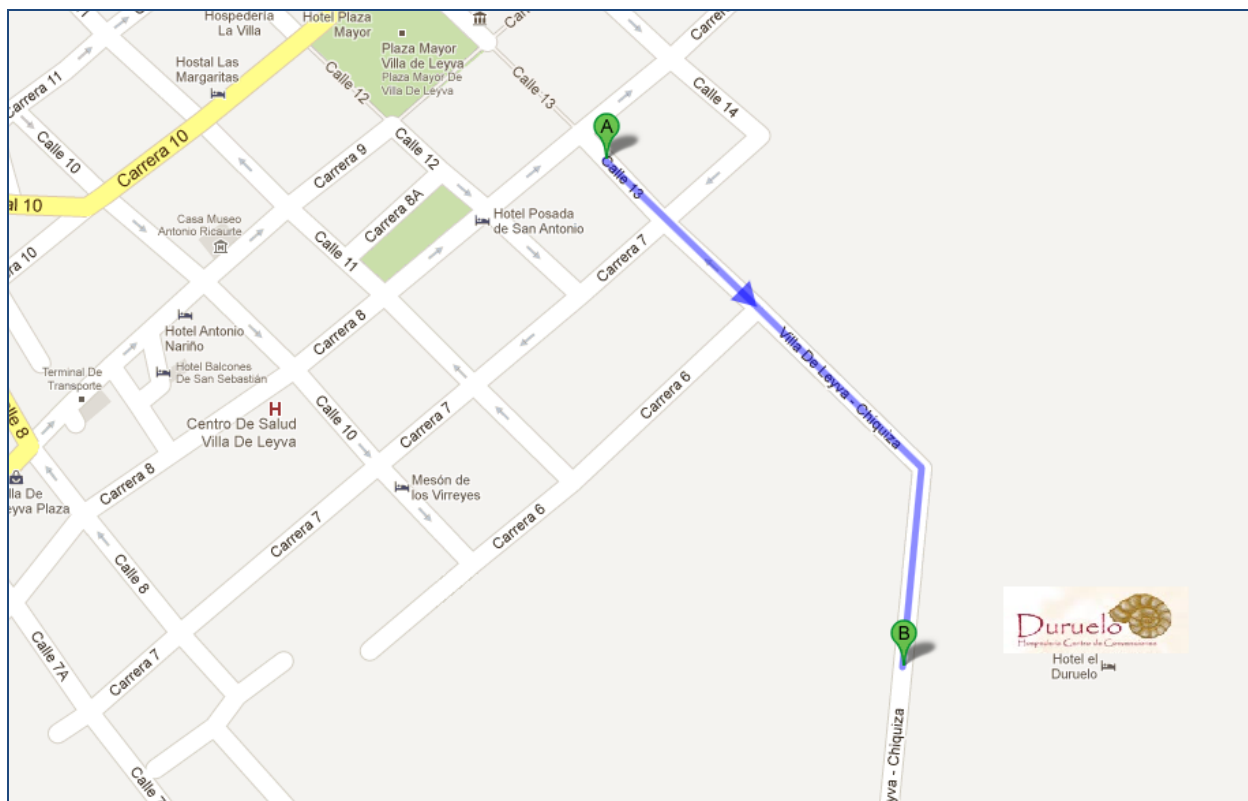 Hospedería
La Villa
Hotel Plaza
Mayor
Plaza Mayor
Villa de Leyva
Plaza Mayor De
Villa De Leyva
Hostal Las
Margaritas
Carrera 11
Calle 12
Calle 13
Calle 14
Calle 10
Carrera 10
Carrera 9
Calle 12
A
Calle 13
al 10
Carrera 8A
Casa Museo
Antonio Ricaurte
Hotel Posada
de San Antonio
Calle 11
Carrera 7
ra 10
Carrera 8
Hotel Antonio
Nariño
Hotel Balcones
De San Sebastián
Terminal De
Transporte
Villa De Leyva - Chiquiza
Carrera 6
H
Centro De Salud
Villa De Leyva
Calle 10
Carrera 7
Calle 8
Carrera 8
Mesón de
los Virreyes
lla De
eyva Plaza
Carrera 7
Carrera 6
Calle 8
Duruelo
Hospedería Centro de Convenciones
B
Hotel el
Duruelo
Calle 7A
Carrera 7
yva - Chiquiza
Calle 7